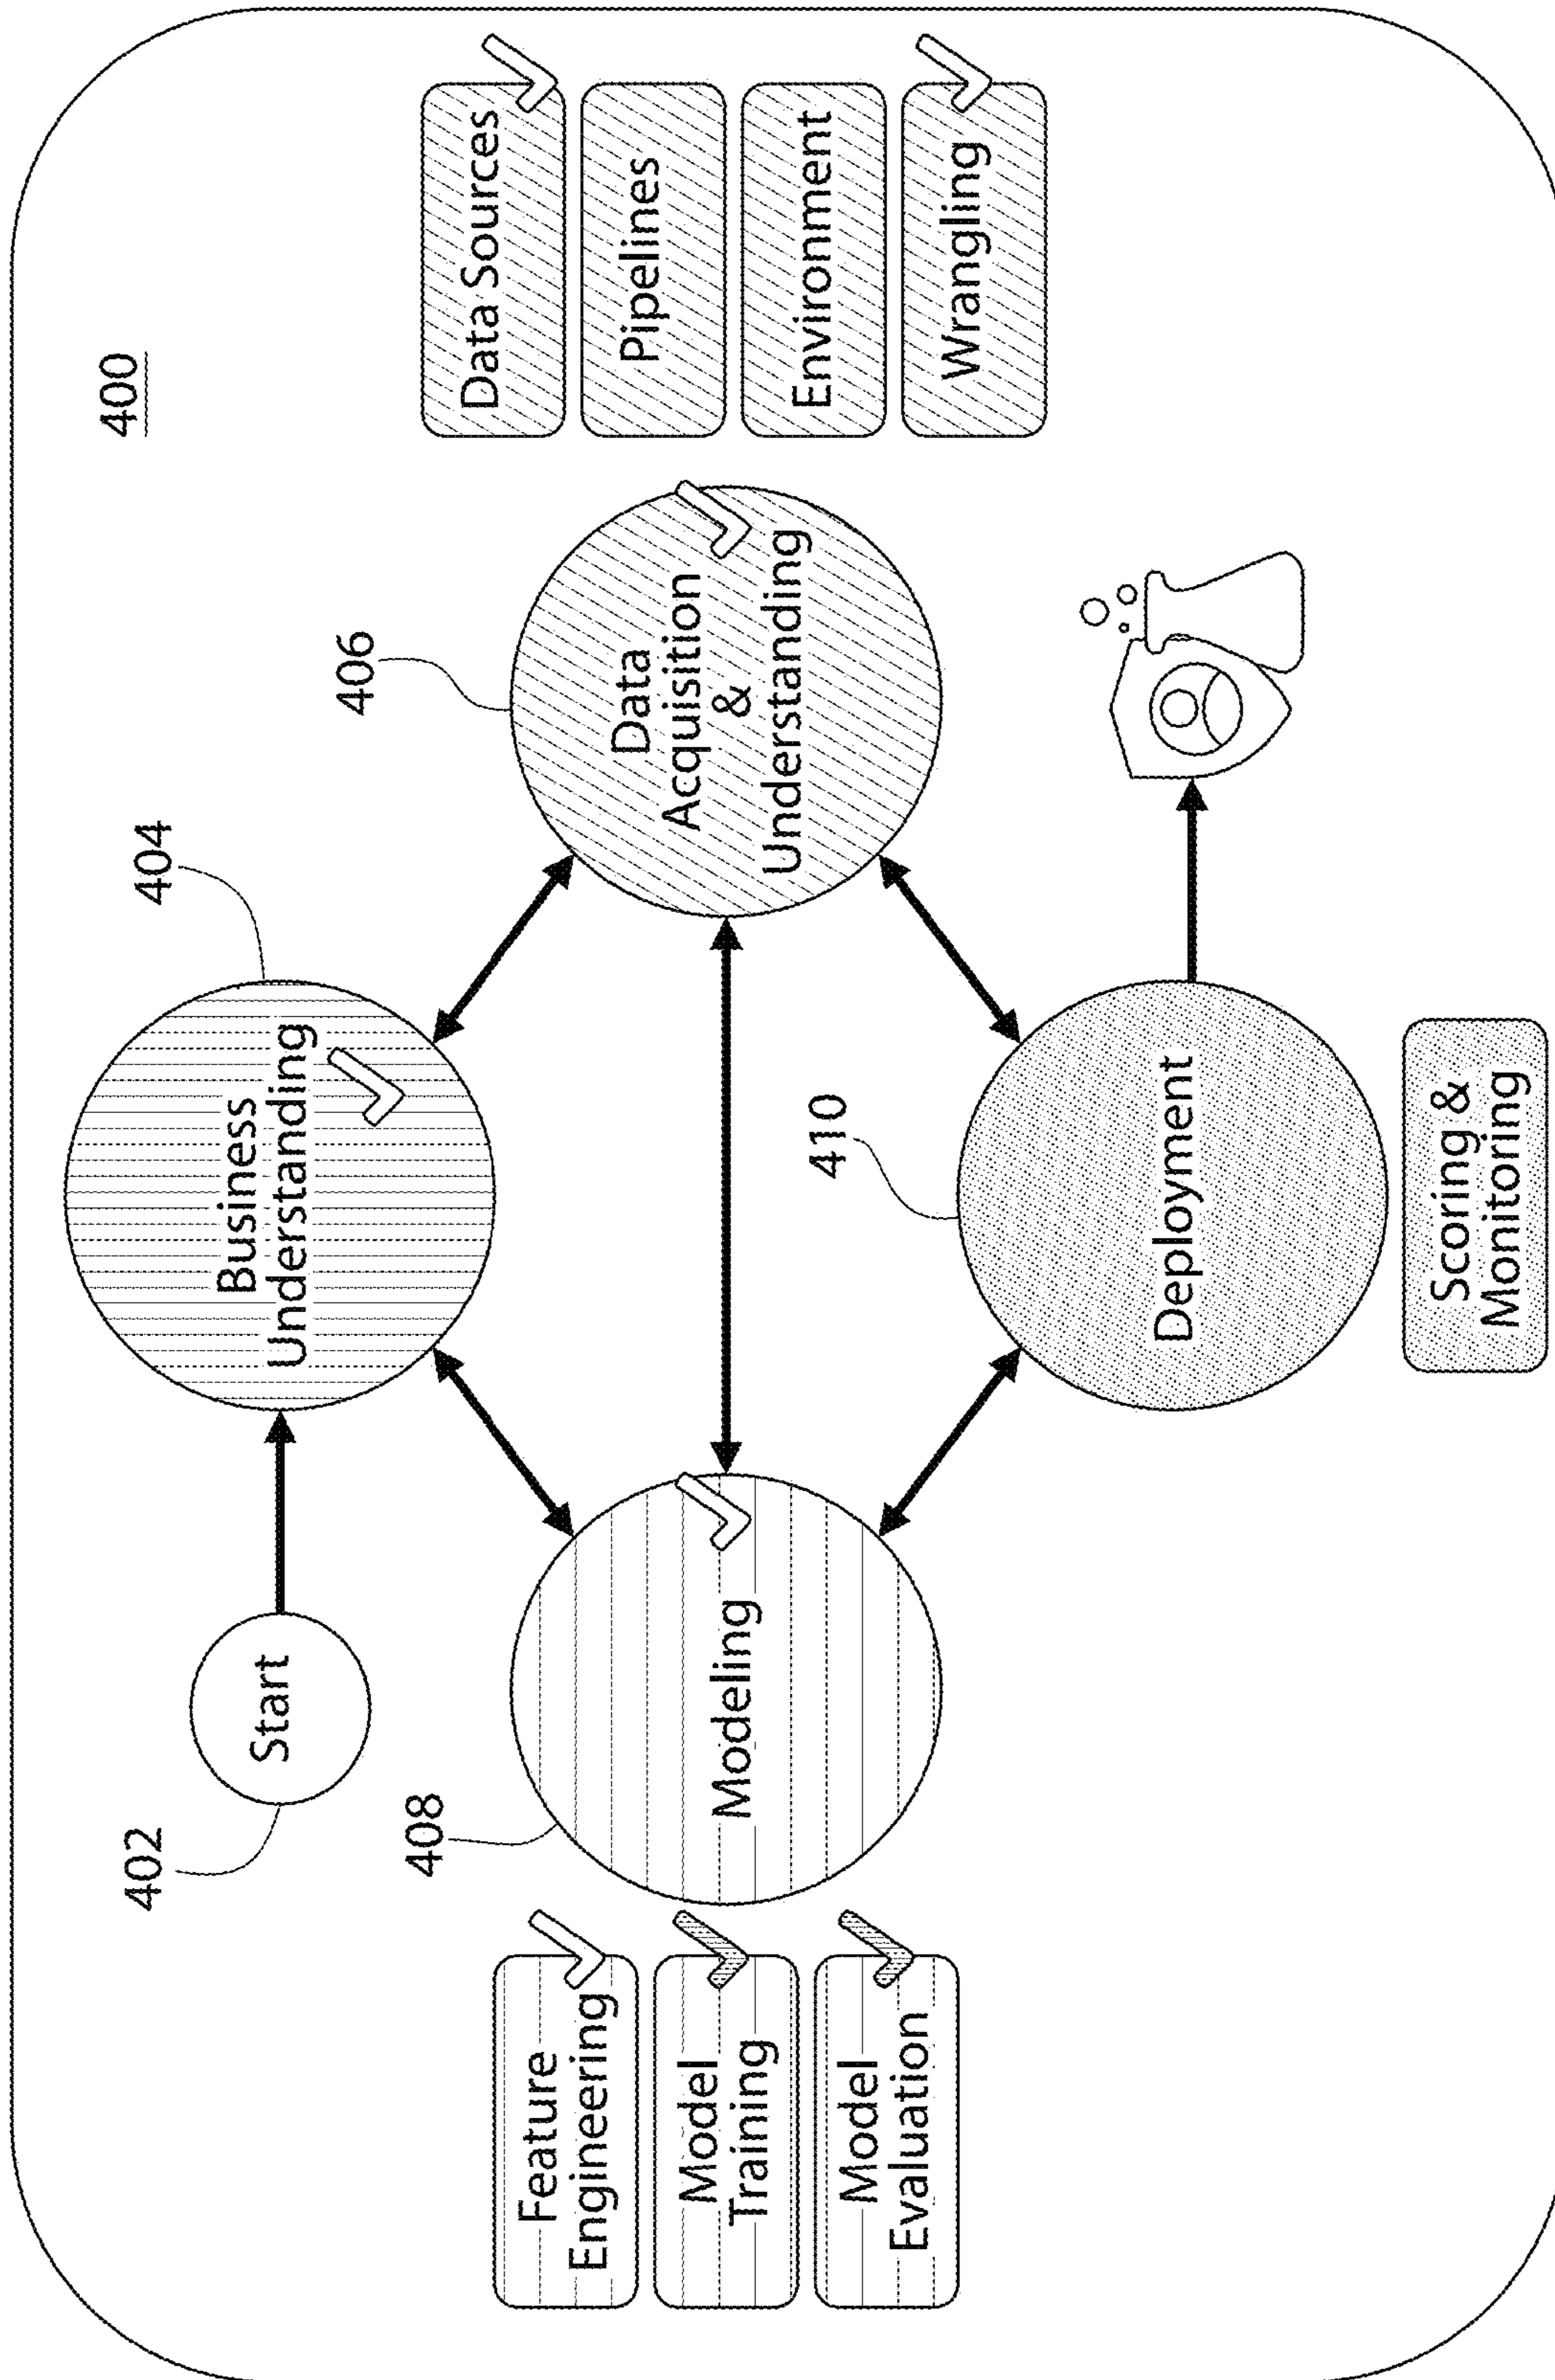 400
402
Start
404
Business
Understanding
406
Data
Acquisition
&
Understanding
Data Sources
Pipelines
Environment
Wrangling
408
Modeling
Feature
Engineering
Model
Training
Model
Evaluation
410
Deployment
Scoring &
Monitoring